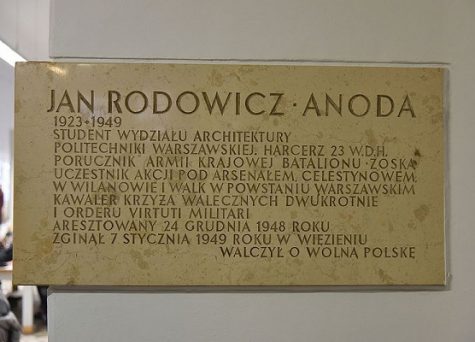 JAN RODOWICZ · ANODA
1923 + 1949
STUDENT WYDZIAŁU ARCHITEKTURY
POLITECHNIKI WARSZAWSKIEJ, HARCERZ 23 W.D.H.
PORUCZNIK ARMII KRAJOWEJ BATALIONU · ZOŚKA
UCZESTNIK AKCJI POD ARSENAŁEM, CELESTYNOWEM,
W WILANOWIE I WALK W POWSTANIU WARSZAWSKIM
KAWALER KRZYŻA WALECZNYCH DWUKROTNIE
I ORDERU VIRTUTI MILITARI
ARESZTOWANY 24 GRUDNIA 1948 ROKU
ZGINĄŁ 7 STYCZNIA 1949 ROKU W WIĘZIENIU
WALCZYŁ O WOLNĄ POLSKĘ